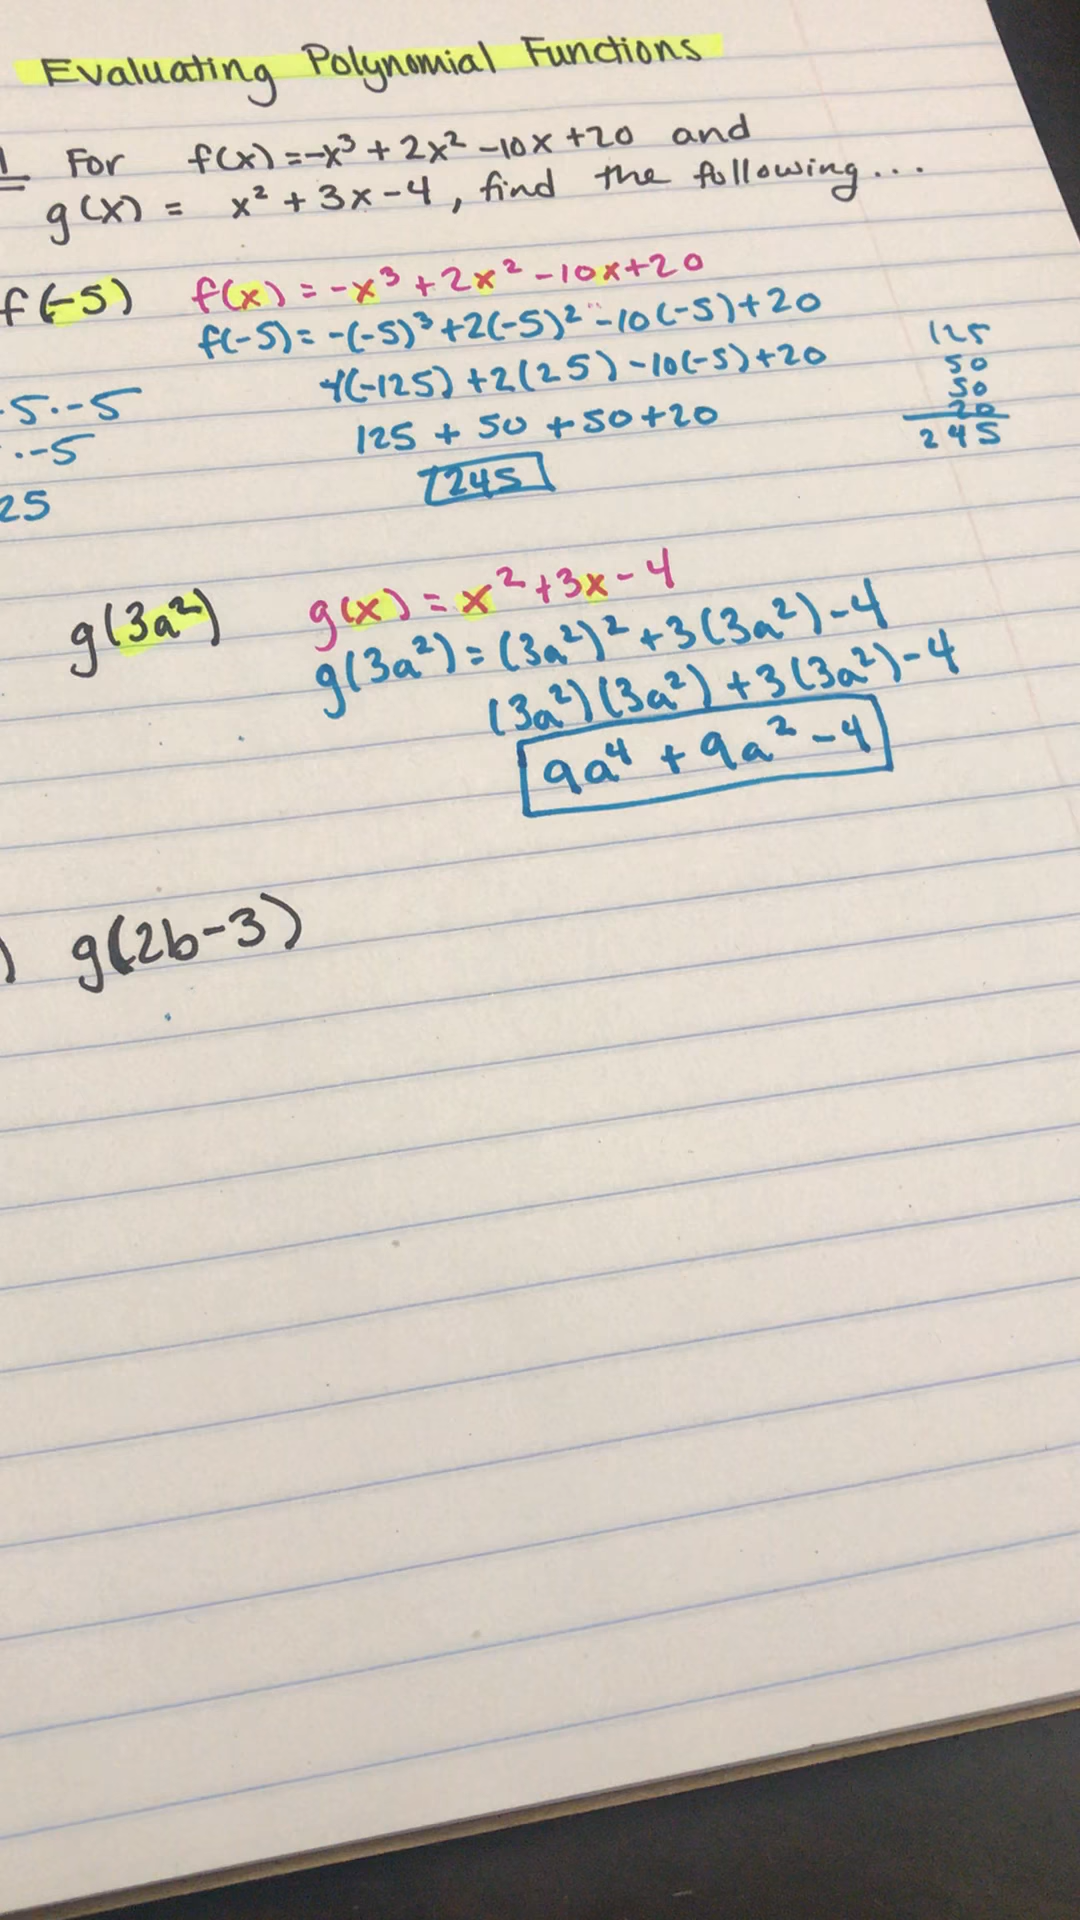 Evaluating Polynomial Functions
1 For f(x) = -x³ + 2x² - 10x + 20 and
g(x) = x² + 3x - 4, find the following...
f(-5) f(x) = -x³ + 2x² - 10x + 20
f(-5) = -(-5)³ + 2(-5)² - 10(-5) + 20
(-125) + 2(25) - 10(-5) + 20
125 + 50 + 50 + 20
245
125
50
50
20
245
5·-5
·-5
25
g(3a²) g(x) = x² + 3x - 4
g(3a²) = (3a²)² + 3(3a²) - 4
(3a²)(3a²) + 3(3a²) - 4
9a⁴ + 9a² - 4
) g(2b-3)